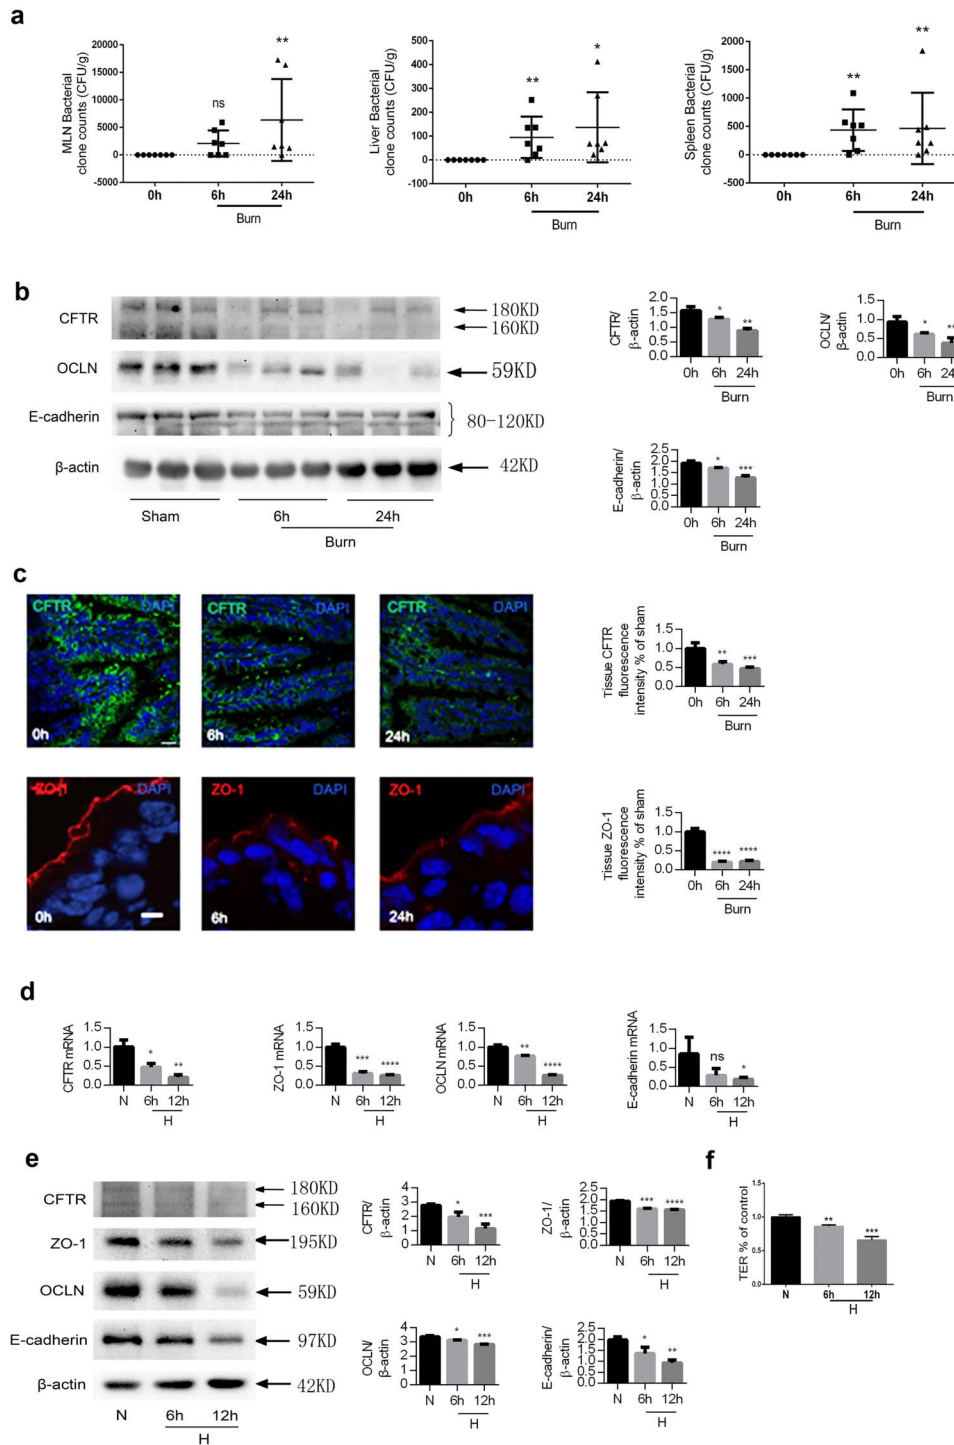 a
MLN Bacterial
clone counts (CFU/g)
20000
15000
10000
5000
0
-5000
ns
**
0h 6h 24h
Burn
Liver Bacterial
clone counts (CFU/g)
500
400
300
200
100
0
-100
**
*
0h 6h 24h
Burn
Spleen Bacterial
clone counts (CFU/g)
2500
2000
1500
1000
500
0
-500
**
**
0h 6h 24h
Burn
b
CFTR
180KD
160KD
OCLN
59KD
E-cadherin
80-120KD
β-actin
42KD
Sham 6h 24h
Burn
CFTR/
β-actin
2.0
1.5
1.0
0.5
0.0
* **
0h 6h 24h
Burn
OCLN/
β-actin
1.5
1.0
0.5
0.0
* **
0h 6h 24
Burn
E-cadherin/
β-actin
2.5
2.0
1.5
1.0
0.5
0.0
* ***
0h 6h 24h
Burn
c
CFTR DAPI
0h
CFTR DAPI
6h
CFTR DAPI
24h
Tissue CFTR
fluorescence
intensity % of sham
1.5
1.0
0.5
0.0
** ***
0h 6h 24h
Burn
ZO-1 DAPI
0h
ZO-1 DAPI
6h
ZO-1 DAPI
24h
Tissue ZO-1
fluorescence
intensity % of sham
1.5
1.0
0.5
0.0
**** ****
0h 6h 24h
Burn
d
CFTR mRNA
1.5
1.0
0.5
0.0
* **
N 6h 12h
H
ZO-1 mRNA
1.5
1.0
0.5
0.0
*** ****
N 6h 12h
H
OCLN mRNA
1.5
1.0
0.5
0.0
** ****
N 6h 12h
H
E-cadherin mRNA
1.5
1.0
0.5
0.0
ns *
N 6h 12h
H
e
CFTR
180KD
160KD
ZO-1
195KD
OCLN
59KD
E-cadherin
97KD
β-actin
42KD
N 6h 12h
H
CFTR/
β-actin
4
3
2
1
0
* ***
N 6h 12h
H
ZO-1/
β-actin
2.5
2.0
1.5
1.0
0.5
0.0
*** ****
N 6h 12h
H
OCLN/
β-actin
4
3
2
1
0
* ***
N 6h 12h
H
E-cadherin/
β-actin
2.5
2.0
1.5
1.0
0.5
0.0
* **
N 6h 12h
H
f
TER % of control
1.5
1.0
0.5
0.0
** ***
N 6h 12h
H